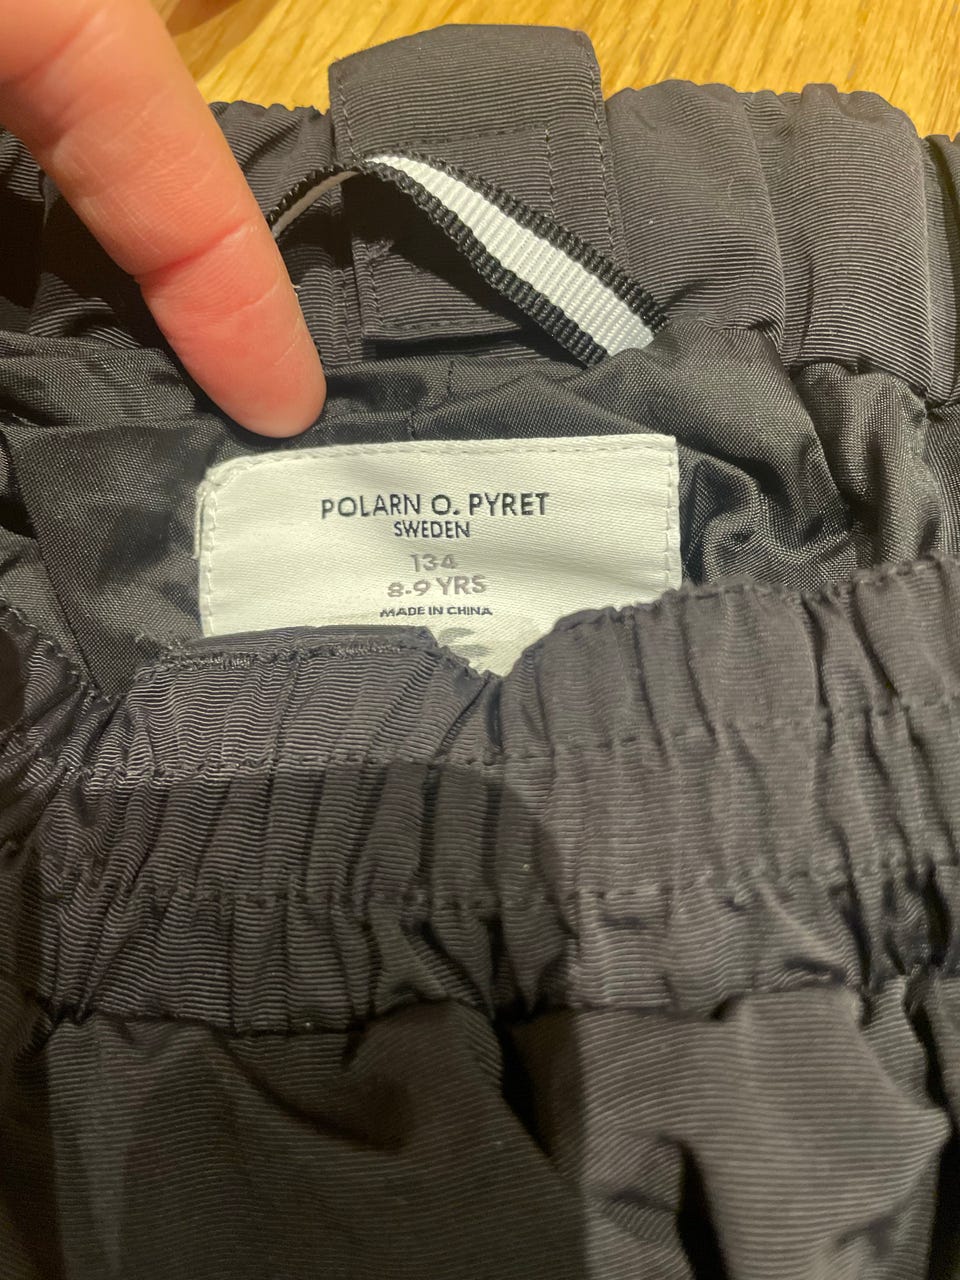 POLARN O. PYRET
SWEDEN
134
8-9 YRS
MADE IN CHINA